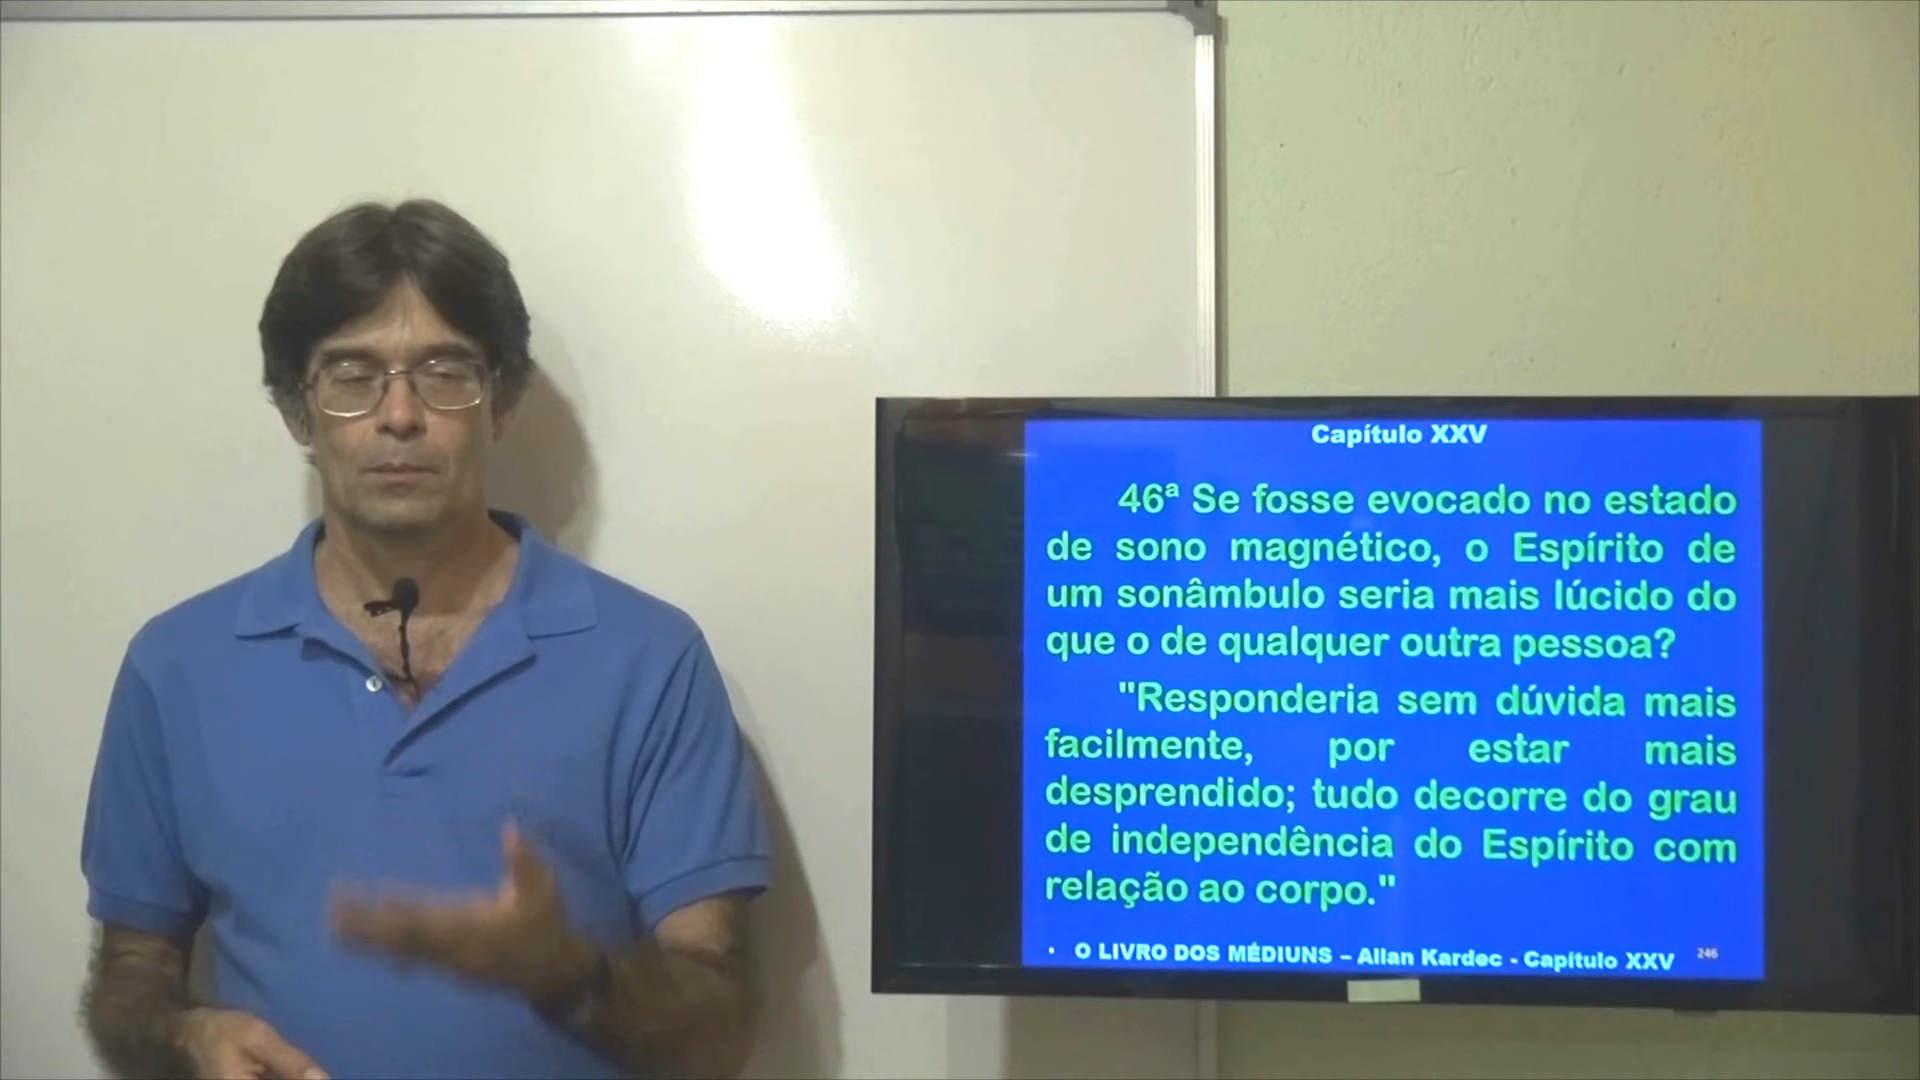 Capítulo XXV
46ª Se fosse evocado no estado
de sono magnético, o Espírito de
um sonâmbulo seria mais lúcido do
que o de qualquer outra pessoa?
"Responderia sem dúvida mais
facilmente, por estar mais
desprendido; tudo decorre do grau
de independência do Espírito com
relação ao corpo."
• O LIVRO DOS MÉDIUNS – Allan Kardec - Capítulo XXV 246